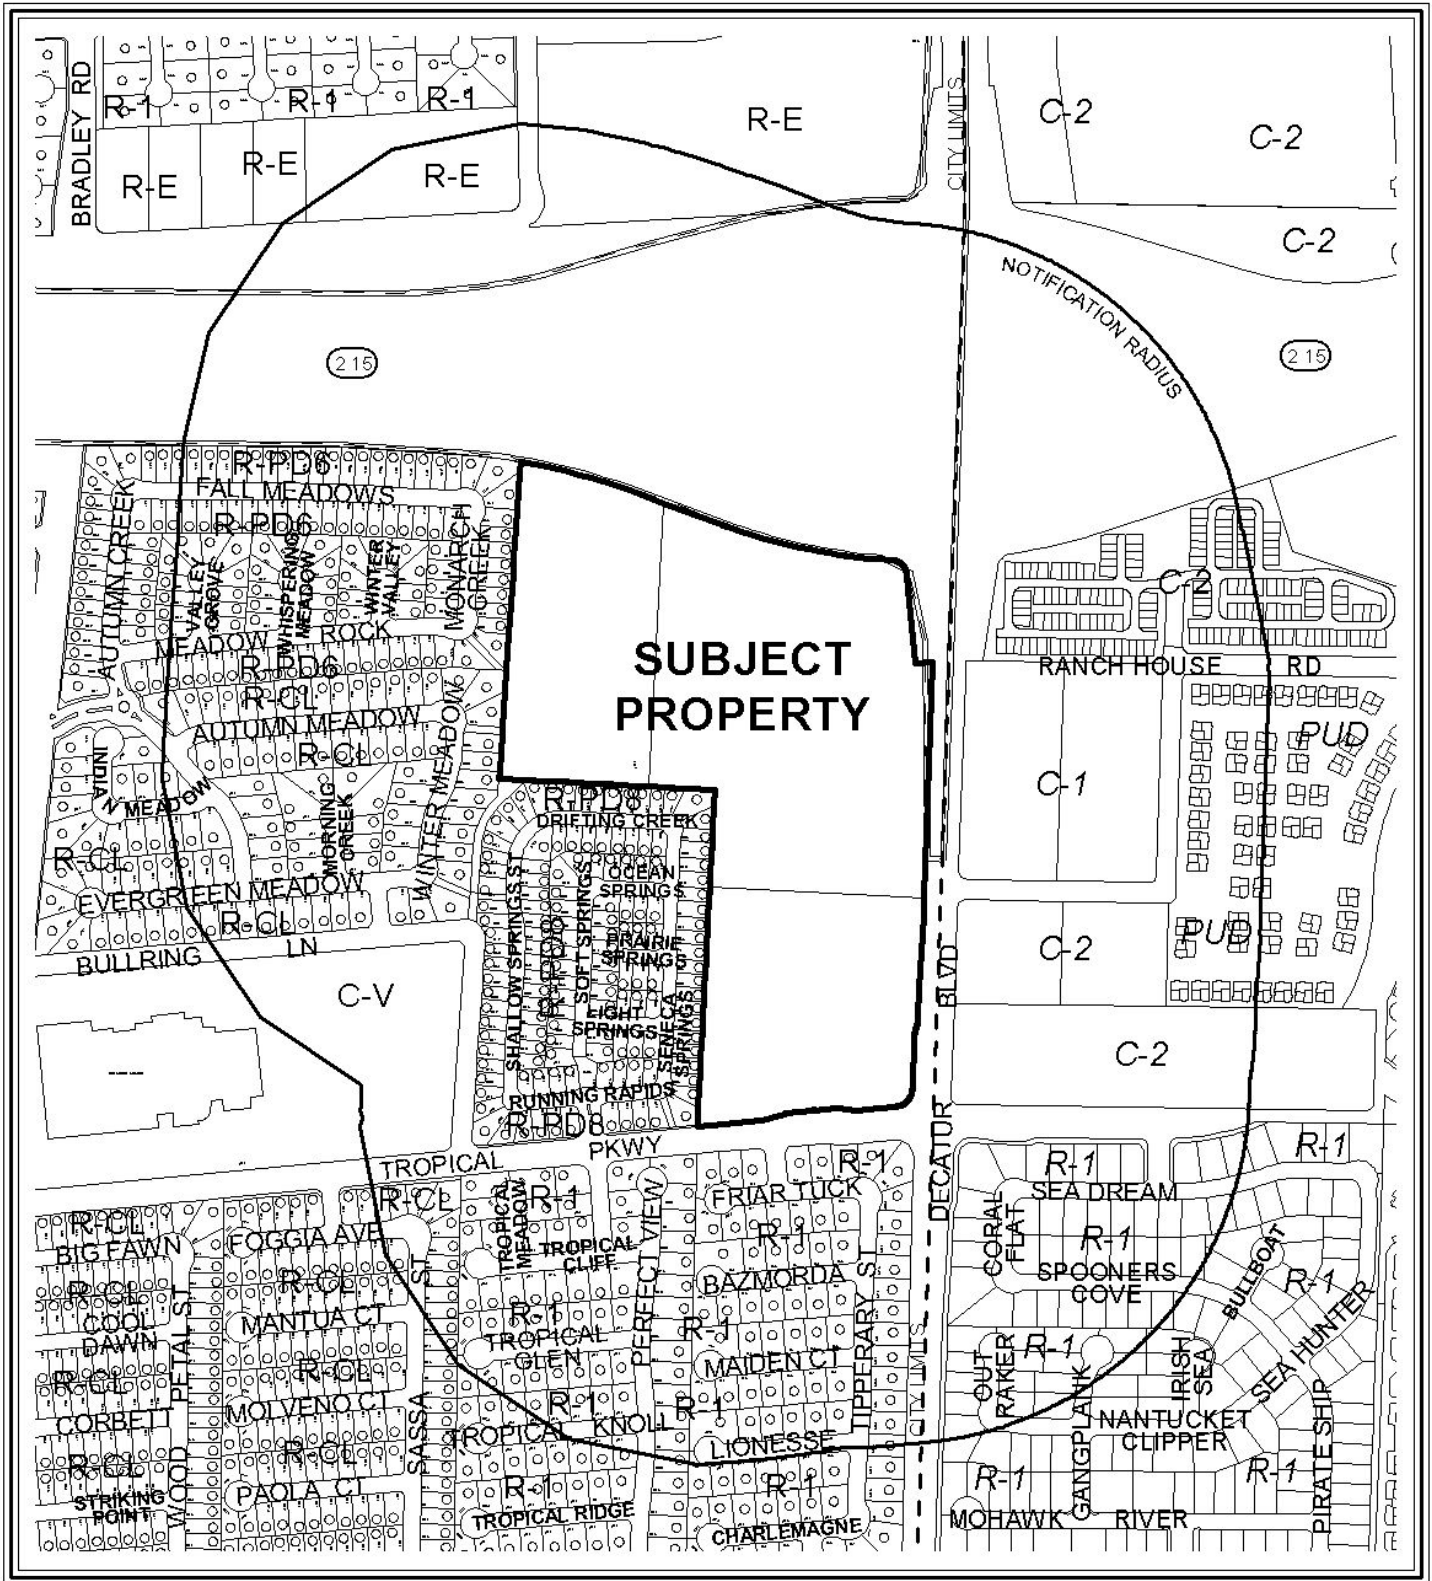 BRADLEY RD
R-1
R-1
R-1
R-E
R-E
R-E
R-E
CITY LIMITS
C-2
C-2
C-2
NOTIFICATION RADIUS
215
215
R-PD6
FALL MEADOWS
R-PD6
AUTUMN CREEK
VALLEY
GROVE
WHISPERING
MEADOW
WINTER
VALLEY
MONARCH
CREEK
MEADOW ROCK
R-PD6
R-CL
AUTUMN MEADOW
R-CL
INDIA
N MEADOW
MORNING
CREEK
WINTER MEADOW
R-CL
EVERGREEN MEADOW
R-CL
BULLRING LN
C-V
SUBJECT
PROPERTY
R-PD8
DRIFTING CREEK
OCEAN
SPRINGS
SHALLOW SPRINGS ST
R-PD8
SOFT SPRINGS
PRAIRIE
SPRINGS
EIGHT
SPRINGS
SENECA
SPRINGS
RUNNING RAPIDS
R-PD8
C-2
RANCH HOUSE RD
PUD
C-1
C-2
PUD
C-2
DECATOR BLVD
TROPICAL PKWY
R-CL
BIG FAWN
R-CL
COOL
DAWN
R-CL
CORBETT
R-CL
STRIKING
POINT
WOOD PETAL ST
R-CL
FOGGIA AVE
R-CL
MANTUA CT
R-CL
MOLVENO CT
R-CL
PAOLA CT
SASSA ST
TROPICAL
MEADOW
R-1
TROPICAL
CLIFF
R-1
TROPICAL
GLEN
R-1
TROPICAL KNOLL
R-1
TROPICAL RIDGE
PERFECT VIEW
R-1
FRIAR TUCK
R-1
BAZMORDA
R-1
MAIDEN CT
R-1
LIONESSE
R-1
CHARLEMAGNE
TIPPERARY ST
LIMITS
R-1
R-1
SEA DREAM
CORAL
FLAT
R-1
SPOONERS
COVE
BULLBOAT
R-1
SEA HUNTER
OUT
RAKER
R-1
GANGPLANK
IRISH
SEA
NANTUCKET
CLIPPER
R-1
R-1
PIRATE SHIP
MOHAWK RIVER